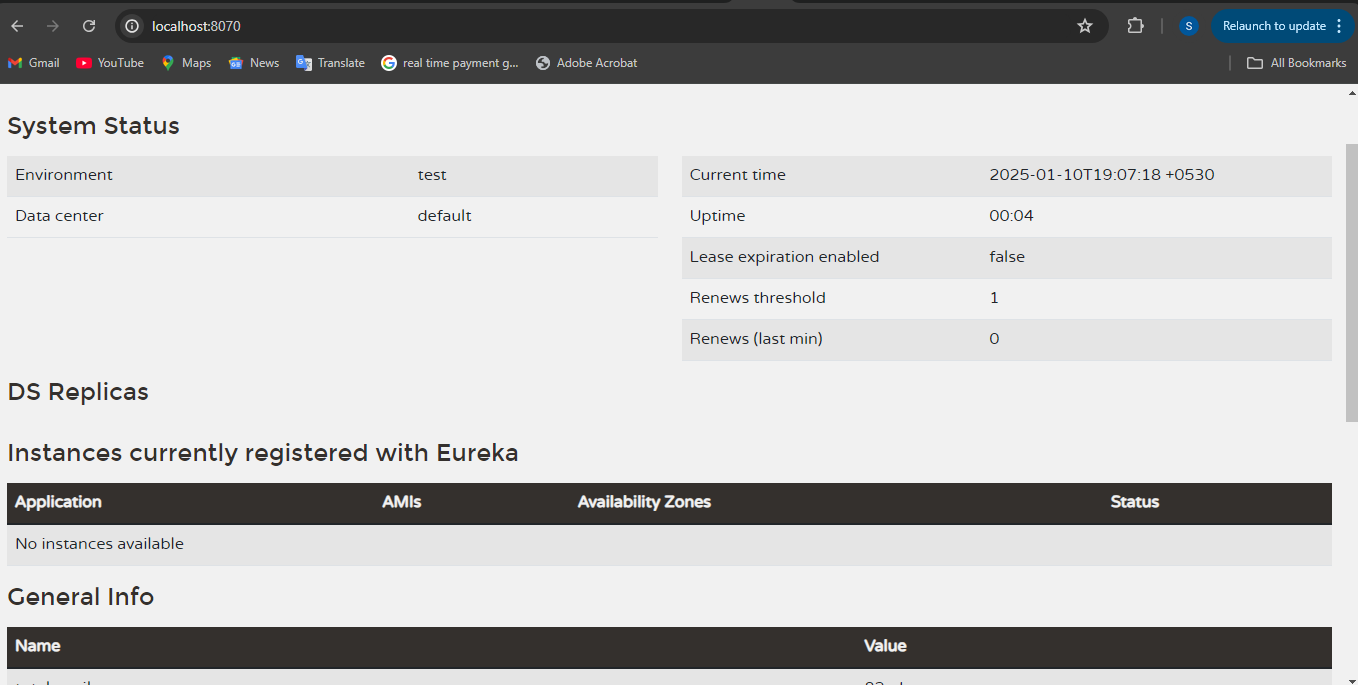 localhost:8070
S
Relaunch to update
Gmail YouTube Maps News Translate real time payment g... Adobe Acrobat All Bookmarks
System Status
Environment test
Data center default
Current time 2025-01-10T19:07:18 +0530
Uptime 00:04
Lease expiration enabled false
Renews threshold 1
Renews (last min) 0
DS Replicas
Instances currently registered with Eureka
Application AMIs Availability Zones Status
No instances available
General Info
Name Value